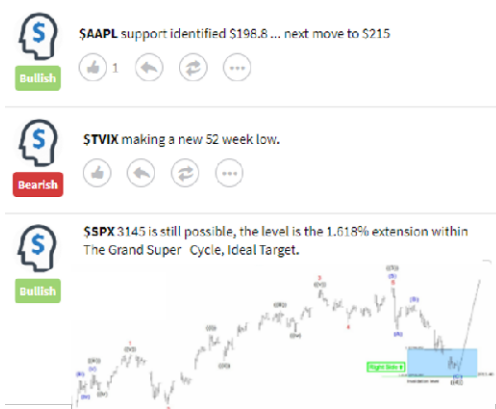 $AAPL support identified $198.8 ... next move to $215
1
Bullish
$TVIX making a new 52 week low.
Bearish
$SPX 3145 is still possible, the level is the 1.618% extension within
The Grand Super Cycle, Ideal Target.
Bullish
Right Side